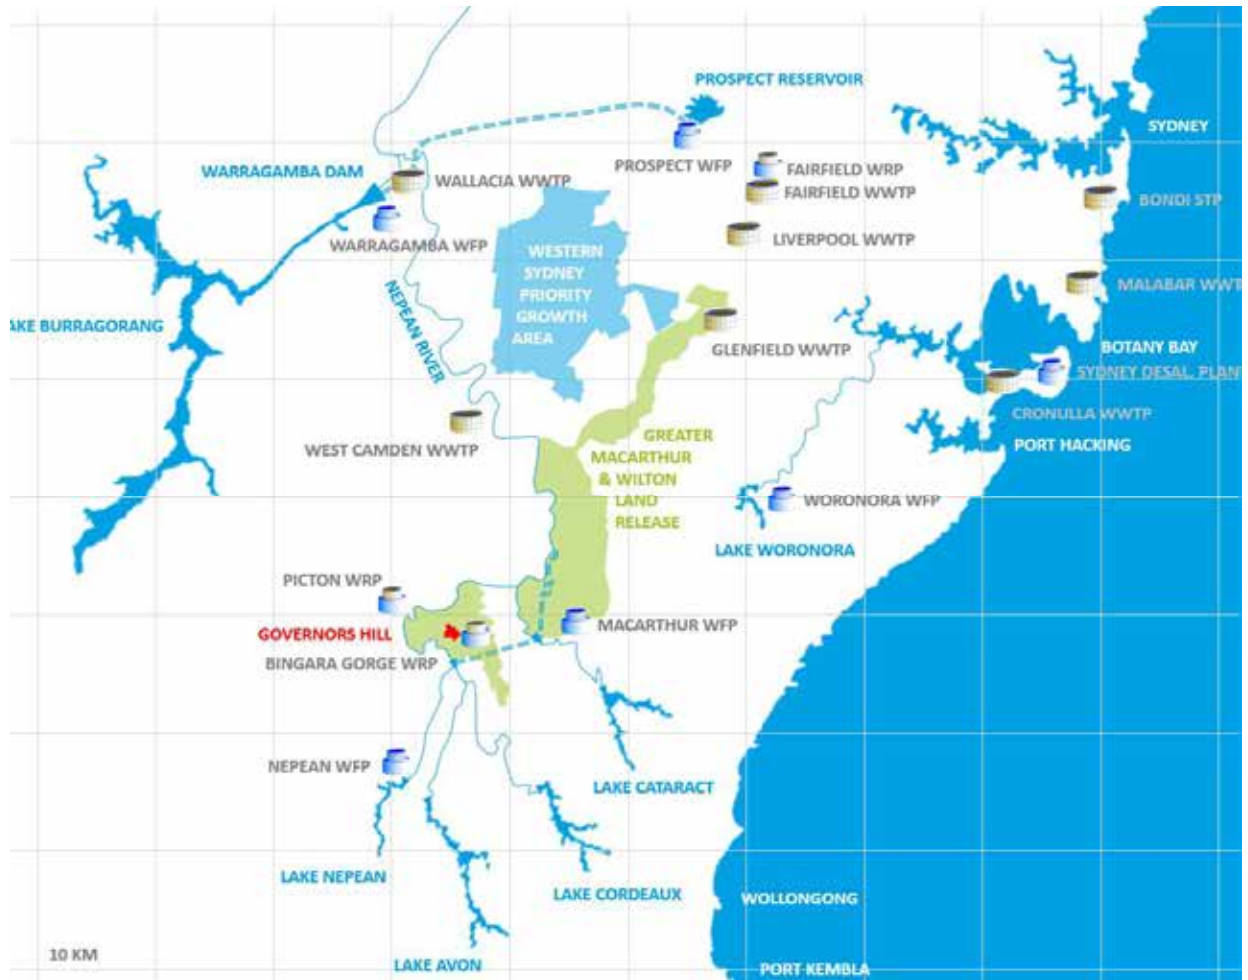 PROSPECT RESERVOIR
SYDNEY
PROSPECT WFP
WARRAGAMBA DAM
WALLACIA WWTP
FAIRFIELD WRP
FAIRFIELD WWTP
BONDI STP
WARRAGAMBA WFP
LIVERPOOL WWTP
WESTERN
SYDNEY
PRIORITY
GROWTH
AREA
MALABAR WWT
NEPEAN RIVER
AKE BURRAGORANG
GLENFIELD WWTP
BOTANY BAY
SYDNEY DESAL. PLAN
CRONULLA WWTP
WEST CAMDEN WWTP
GREATER
MACARTHUR
& WILTON
LAND
RELEASE
PORT HACKING
WORONORA WFP
LAKE WORONORA
PICTON WRP
GOVERNORS HILL
MACARTHUR WFP
BINGARA GORGE WRP
NEPEAN WFP
LAKE CATARACT
LAKE NEPEAN
LAKE CORDEAUX
WOLLONGONG
10 KM
LAKE AVON
PORT KEMBLA